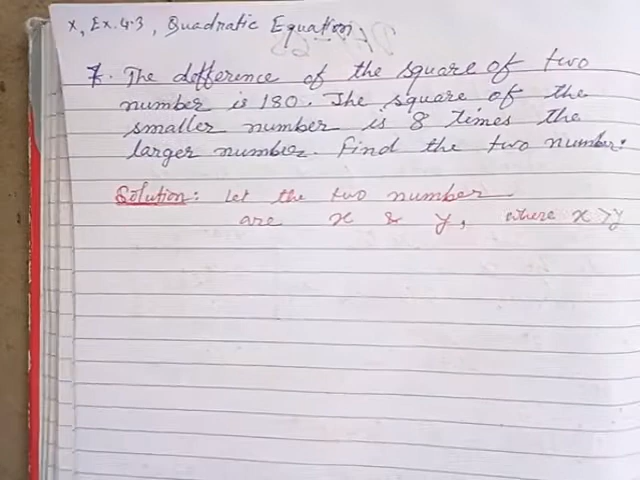 X, Ex.4.3, Quadratic Equation
7. The defference of the square of two
number is 180. The square of the
smaller number is 8 times the
larger number. Find the two number.
Solution: Let the two number
are x & y, where x > y